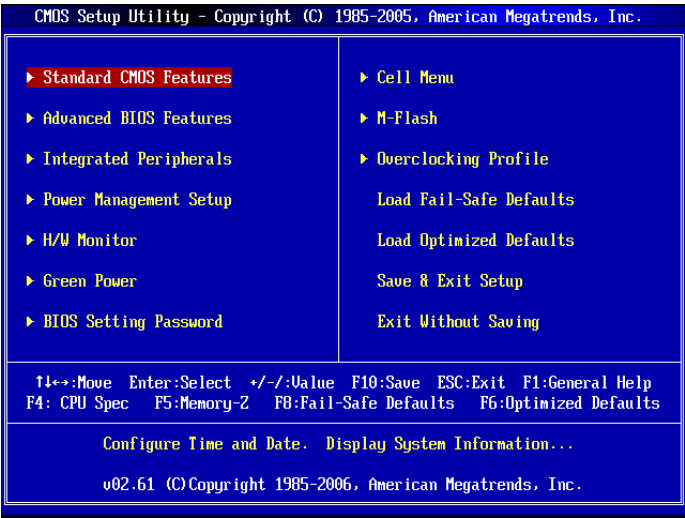 CMOS Setup Utility - Copyright (C) 1985-2005, American Megatrends, Inc.
Standard CMOS Features
Advanced BIOS Features
Integrated Peripherals
Power Management Setup
H/W Monitor
Green Power
BIOS Setting Password
Cell Menu
M-Flash
Overclocking Profile
Load Fail-Safe Defaults
Load Optimized Defaults
Save & Exit Setup
Exit Without Saving
↑↓←→:Move Enter:Select +/-/:Value F10:Save ESC:Exit F1:General Help
F4: CPU Spec F5:Memory-Z F8:Fail-Safe Defaults F6:Optimized Defaults
Configure Time and Date. Display System Information...
v02.61 (C)Copyright 1985-2006, American Megatrends, Inc.